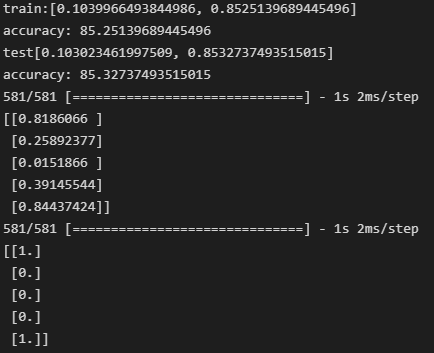 train:[0.1039966493844986, 0.8525139689445496]
accuracy: 85.25139689445496
test[0.103023461997509, 0.8532737493515015]
accuracy: 85.32737493515015
581/581 [==============================] - 1s 2ms/step
[[0.8186066 ]
 [0.25892377]
 [0.0151866 ]
 [0.39145544]
 [0.84437424]]
581/581 [==============================] - 1s 2ms/step
[[1.]
 [0.]
 [0.]
 [0.]
 [1.]]